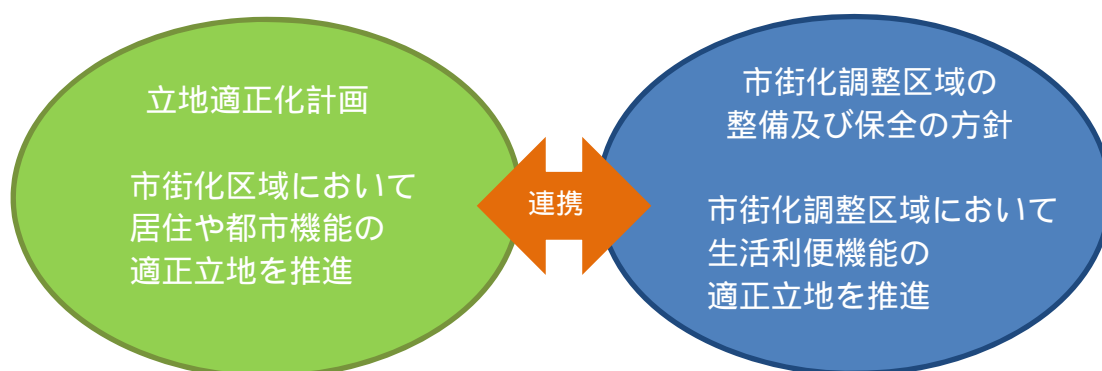 立地適正化計画
市街化区域において
居住や都市機能の
適正立地を推進
連携
市街化調整区域の
整備及び保全の方針
市街化調整区域において
生活利便機能の
適正立地を推進